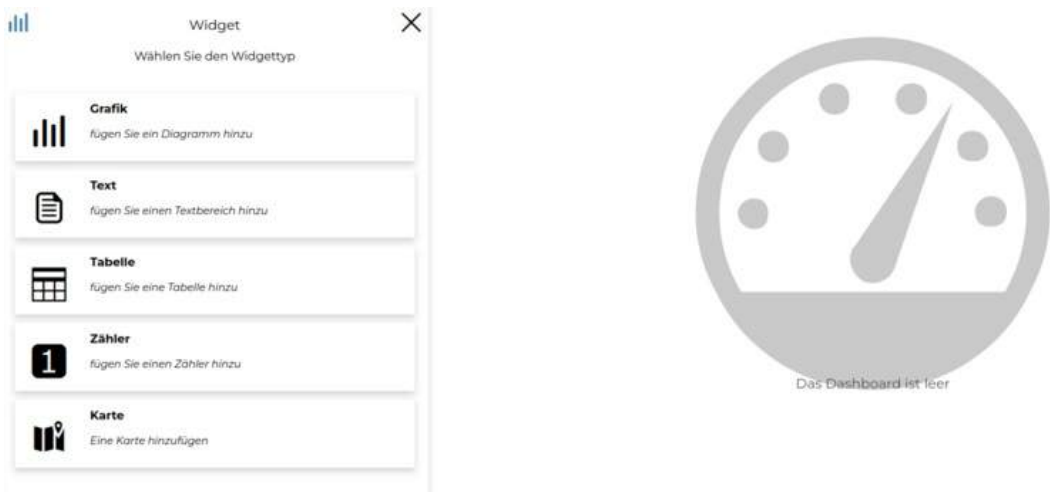 Widget
Wählen Sie den Widgettyp
Grafik
fügen Sie ein Diagramm hinzu
Text
fügen Sie einen Textbereich hinzu
Tabelle
fügen Sie eine Tabelle hinzu
Zähler
1
fügen Sie einen Zähler hinzu
Karte
Eine Karte hinzufügen
Das Dashboard ist leer